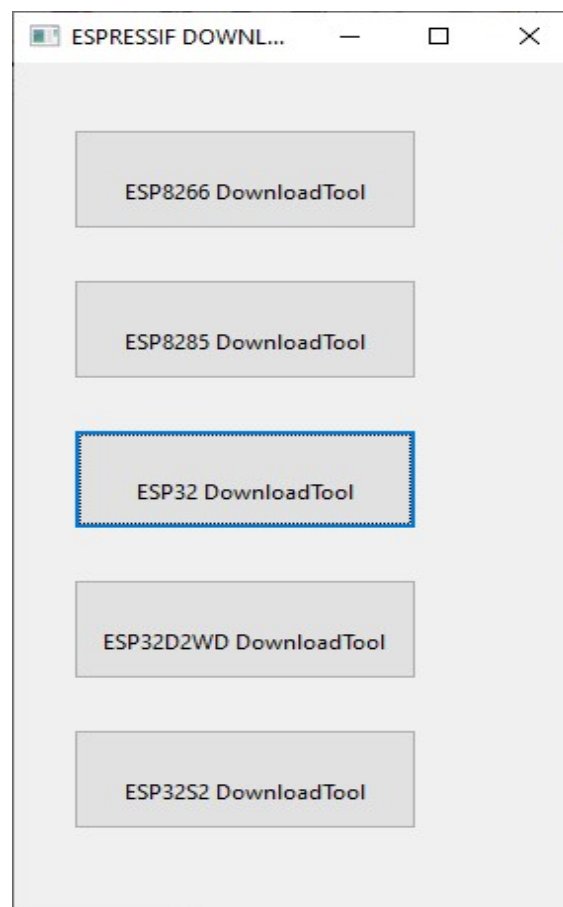 ESPRESSIF DOWNL...
ESP8266 DownloadTool
ESP8285 DownloadTool
ESP32 DownloadTool
ESP32D2WD DownloadTool
ESP32S2 DownloadTool